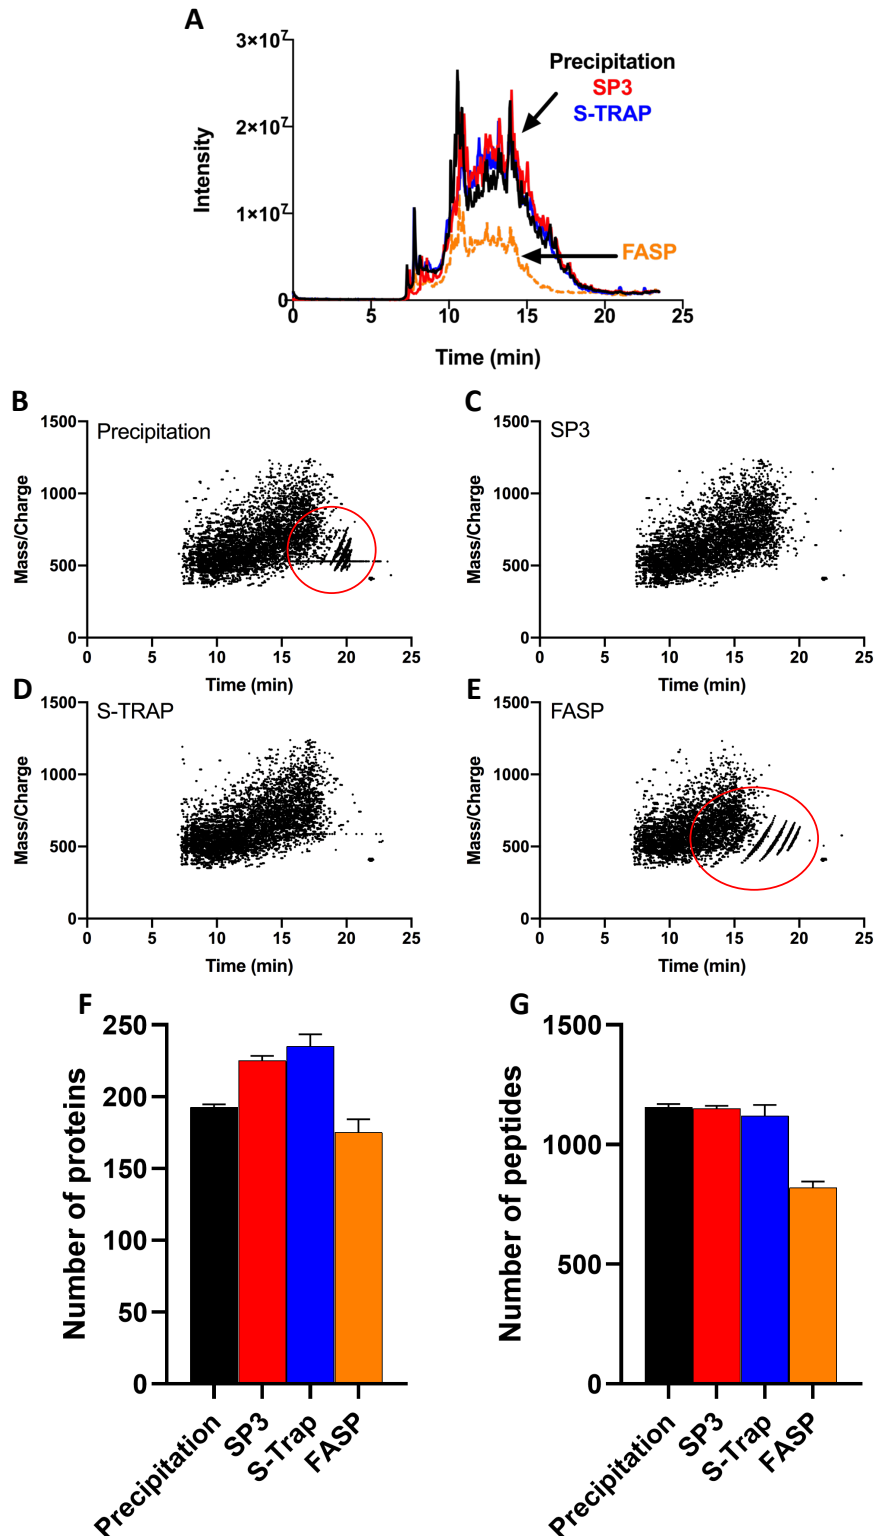 A
3×10⁷
2×10⁷
1×10⁷
0
Intensity
Precipitation
SP3
S-TRAP
FASP
0 5 10 15 20 25
Time (min)
B
1500
1000
500
0
Mass/Charge
Precipitation
0 5 10 15 20 25
Time (min)
C
1500
1000
500
0
Mass/Charge
SP3
0 5 10 15 20 25
Time (min)
D
1500
1000
500
0
Mass/Charge
S-TRAP
0 5 10 15 20 25
Time (min)
E
1500
1000
500
0
Mass/Charge
FASP
0 5 10 15 20 25
Time (min)
F
250
200
150
100
50
0
Number of proteins
Precipitation
SP3
S-Trap
FASP
G
1500
1000
500
0
Number of peptides
Precipitation
SP3
S-Trap
FASP